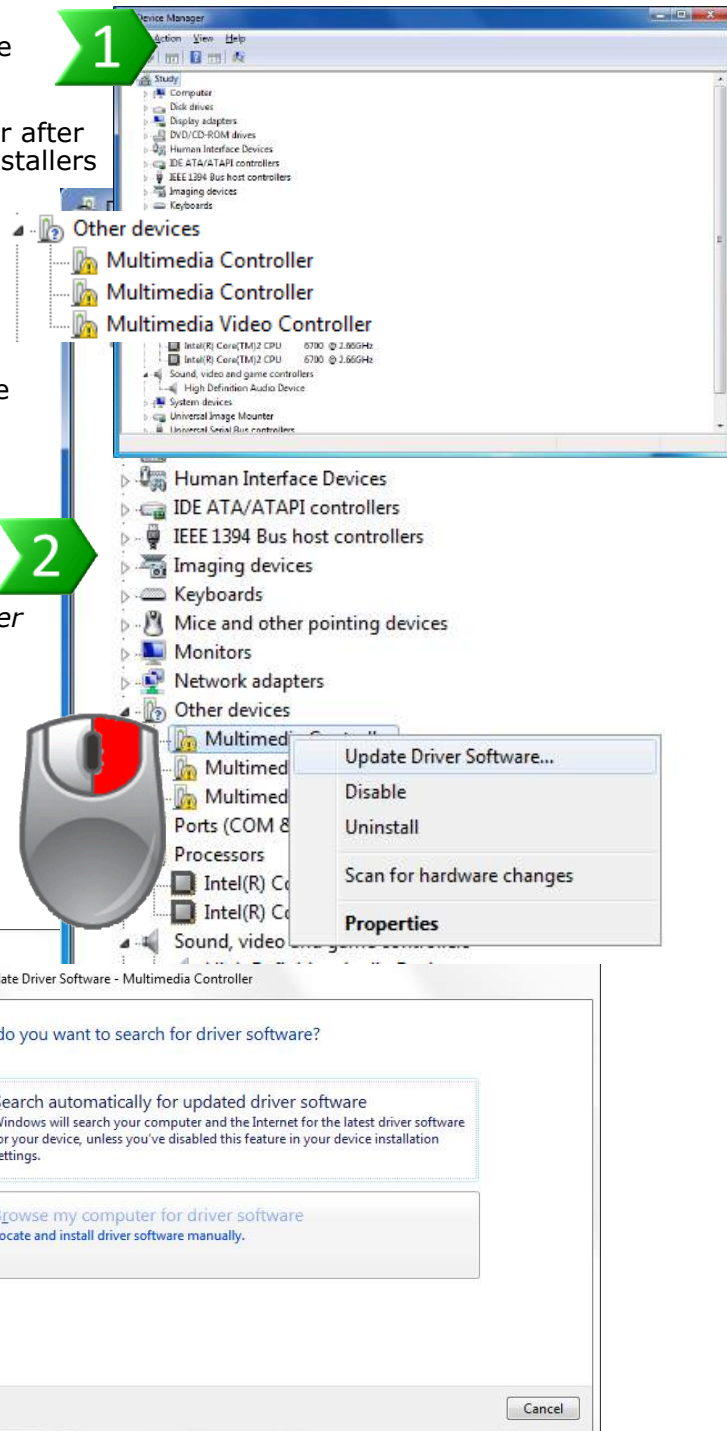 Device Manager
Action View Help
1
Study
Computer
Disk drives
Display adapters
DVD/CD-ROM drives
Human Interface Devices
IDE ATA/ATAPI controllers
IEEE 1394 Bus host controllers
Imaging devices
Keyboards
e
r after
stallers
Other devices
Multimedia Controller
Multimedia Controller
Multimedia Video Controller
Intel(R) Core(TM)2 CPU 6700 @ 2.66GHz
Intel(R) Core(TM)2 CPU 6700 @ 2.66GHz
Sound, video and game controllers
High Definition Audio Device
System devices
Universal Image Mounter
Universal Serial Bus controllers
e
2
er
Human Interface Devices
IDE ATA/ATAPI controllers
IEEE 1394 Bus host controllers
Imaging devices
Keyboards
Mice and other pointing devices
Monitors
Network adapters
Other devices
Multimedi
Multimed
Multimed
Ports (COM &
Processors
Intel(R) Co
Intel(R) Co
Sound, video
Update Driver Software...
Disable
Uninstall
Scan for hardware changes
Properties
ate Driver Software - Multimedia Controller
do you want to search for driver software?
Search automatically for updated driver software
Windows will search your computer and the Internet for the latest driver software
or your device, unless you've disabled this feature in your device installation
ettings.
Browse my computer for driver software
ocate and install driver software manually.
Cancel